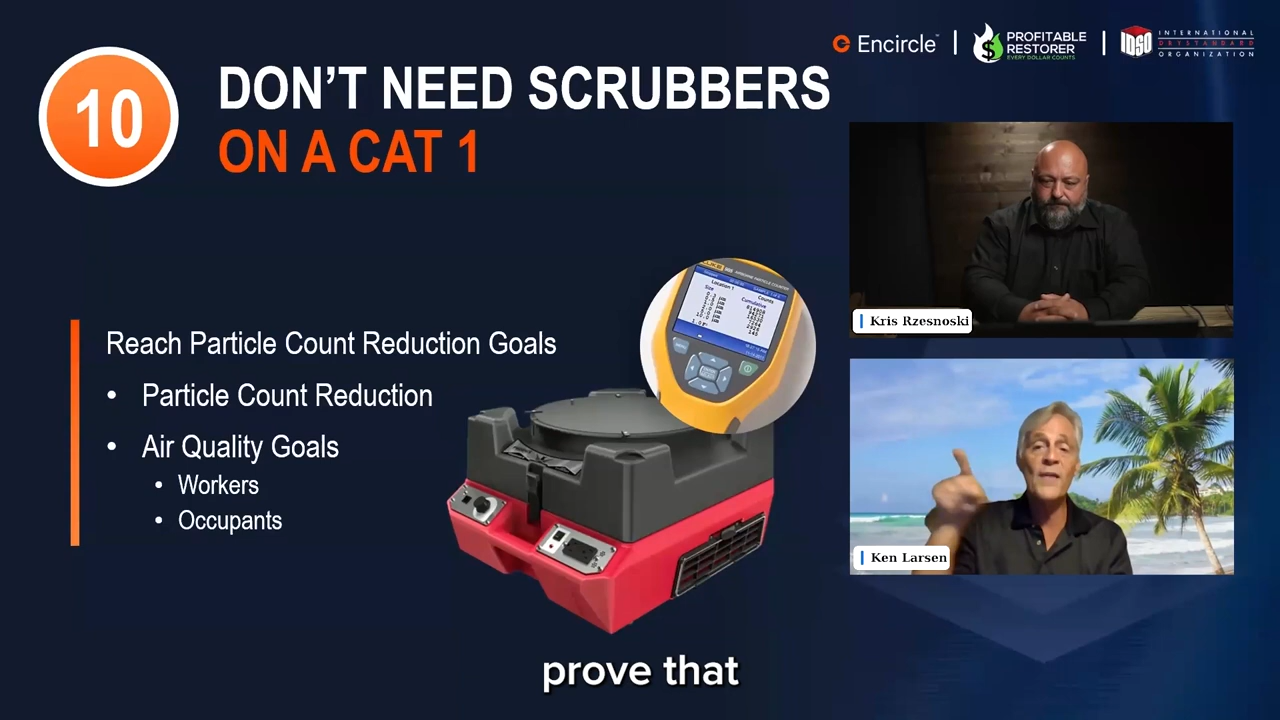 10
DON'T NEED SCRUBBERS
ON A CAT 1
Encircle
PROFITABLE
RESTORER
EVERY DOLLAR COUNTS
IDSO
INTERNATIONAL
DRYSTANDARD
ORGANIZATION
Kris Rzesnoski
Reach Particle Count Reduction Goals
• Particle Count Reduction
• Air Quality Goals
• Workers
• Occupants
Location 1
Size
Counts
Cumulative
Ken Larsen
prove that